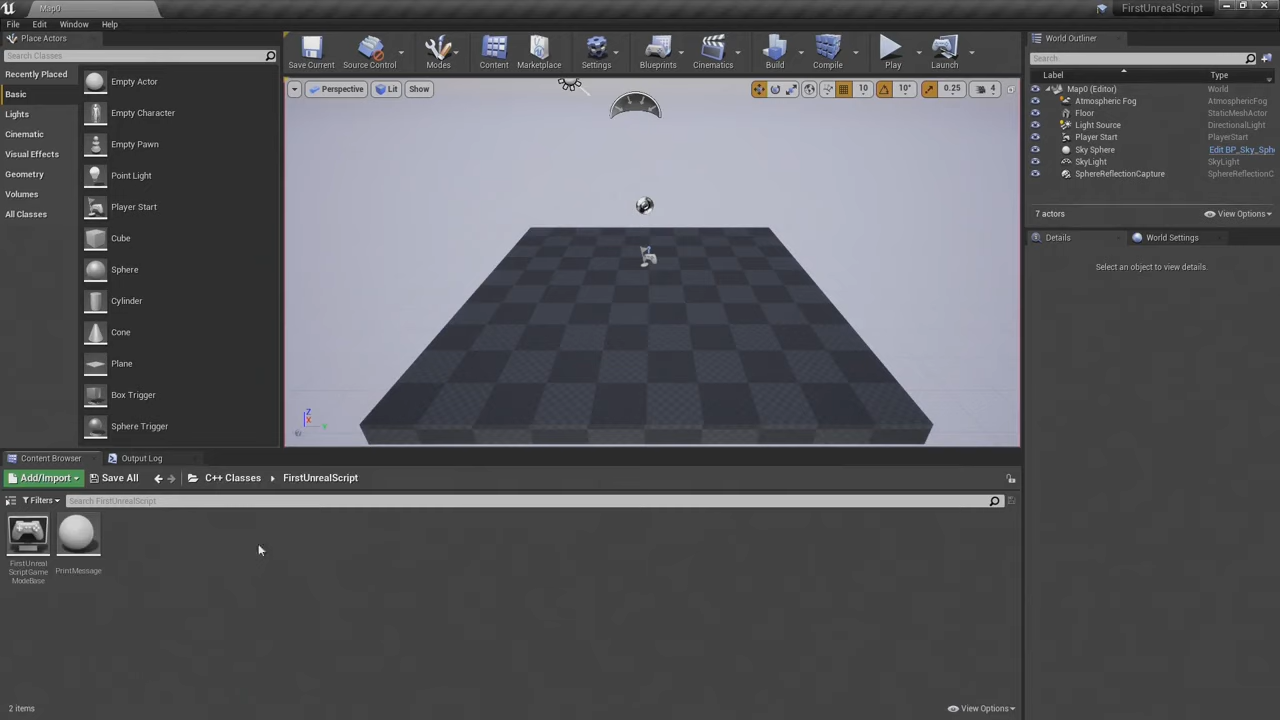 Map0
FirstUnrealScript
File Edit Window Help
Place Actors
Search Classes
Recently Placed
Basic
Lights
Cinematic
Visual Effects
Geometry
Volumes
All Classes
Empty Actor
Empty Character
Empty Pawn
Point Light
Player Start
Cube
Sphere
Cylinder
Cone
Plane
Box Trigger
Sphere Trigger
Save Current
Source Control
Modes
Content
Marketplace
Settings
Blueprints
Cinematics
Build
Compile
Play
Launch
Perspective Lit Show
10 10° 0.25 4
Z
X
World Outliner
Search...
Label Type
Map0 (Editor) World
Atmospheric Fog AtmosphericFog
Floor StaticMeshActor
Light Source DirectionalLight
Player Start PlayerStart
Sky Sphere Edit BP_Sky_Sph
SkyLight SkyLight
SphereReflectionCapture SphereReflectionC
7 actors View Options
Details World Settings
Select an object to view details.
Content Browser Output Log
Add/Import Save All C++ Classes FirstUnrealScript
Filters Search FirstUnrealScript
FirstUnreal
ScriptGame
ModeBase
PrintMessage
2 items View Options